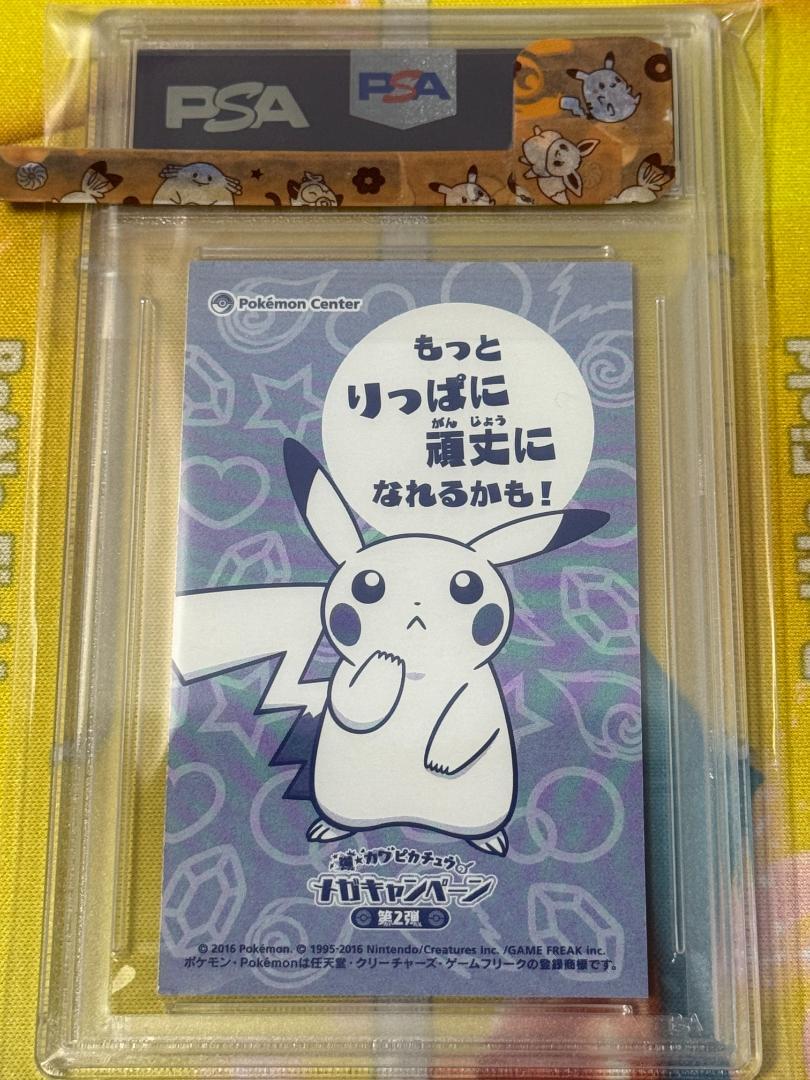 PSA
PSA
Pokémon Center
もっと
りっぱに
がん じょう
頑丈に
なれるかも!
カワピカチュウの
メガキャンペーン
第2弾
© 2016 Pokémon. © 1995-2016 Nintendo/Creatures Inc. /GAME FREAK inc.
ポケモン・Pokémonは任天堂・クリーチャーズ・ゲームフリークの登録商標です。